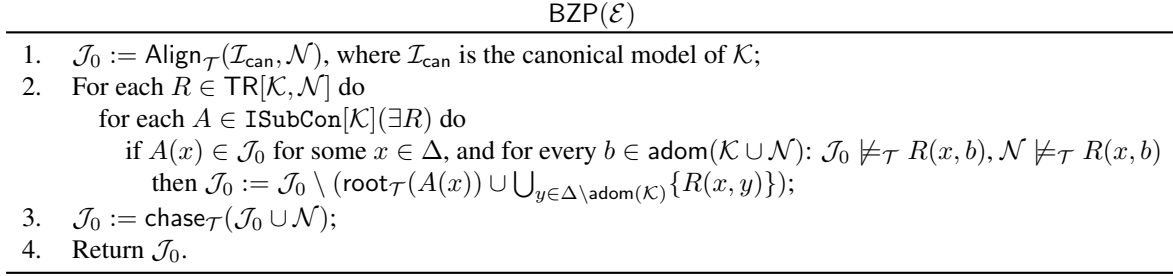 BZP(ℰ)
1. 𝒥₀ := Align_𝒯(ℐ_can, 𝒩), where ℐ_can is the canonical model of 𝒦;
2. For each R ∈ TR[𝒦, 𝒩] do
for each A ∈ ISubCon[𝒦](∃R) do
if A(x) ∈ 𝒥₀ for some x ∈ Δ, and for every b ∈ adom(𝒦 ∪ 𝒩): 𝒥₀ ⊭_𝒯 R(x, b), 𝒩 ⊭_𝒯 R(x, b)
then 𝒥₀ := 𝒥₀ \ (root_𝒯(A(x)) ∪ ⋃_{y∈Δ\adom(𝒦)}{R(x, y)});
3. 𝒥₀ := chase_𝒯(𝒥₀ ∪ 𝒩);
4. Return 𝒥₀.